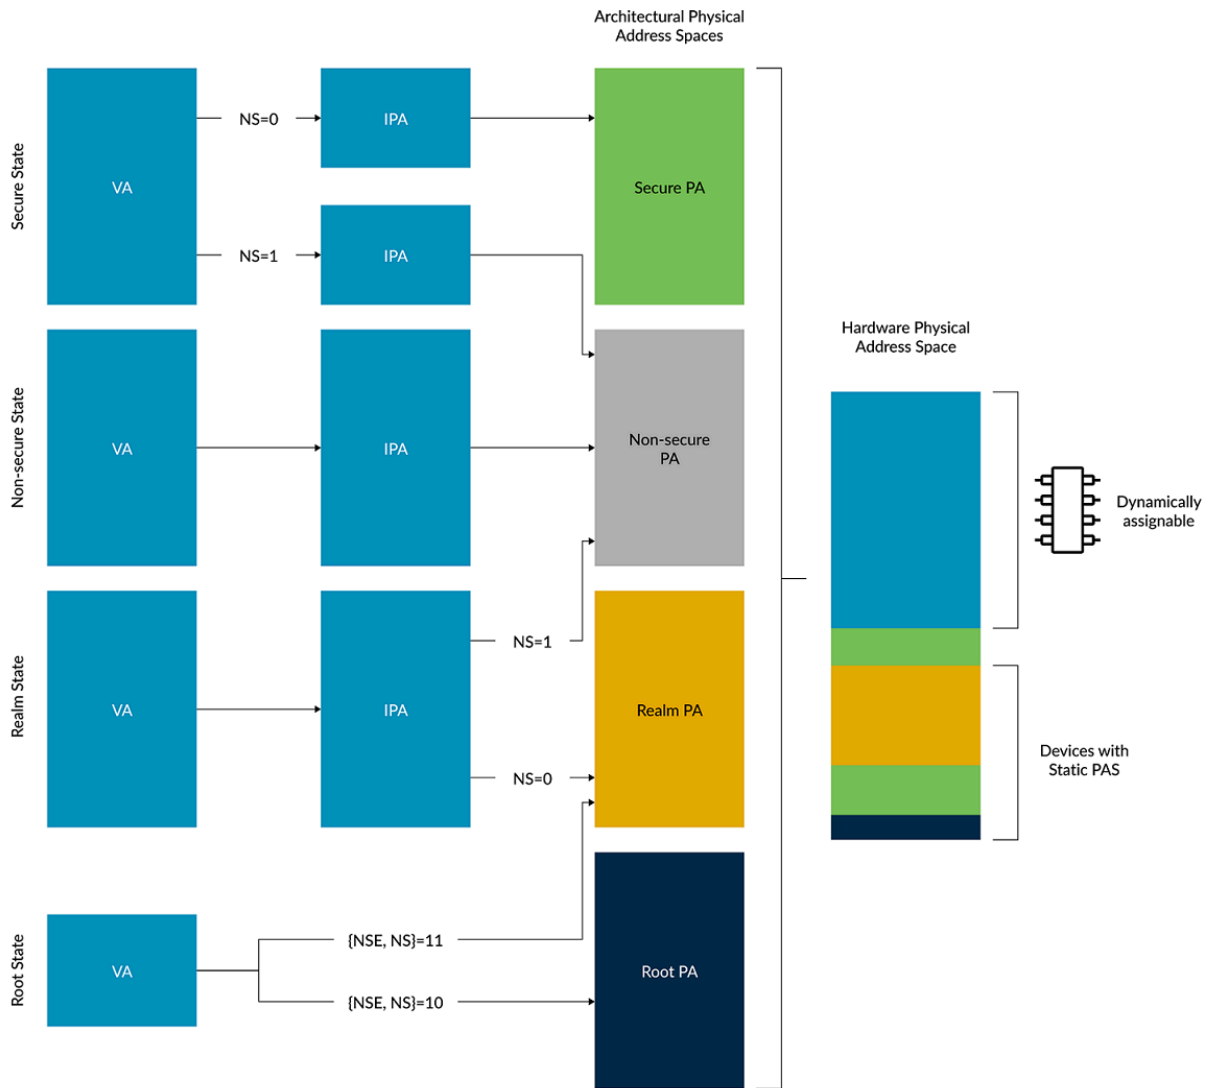 Architectural Physical
Address Spaces
Secure State
VA
NS=0
IPA
NS=1
IPA
Secure PA
Non-secure State
VA
IPA
Non-secure
PA
Realm State
VA
IPA
NS=1
NS=0
Realm PA
Root State
VA
{NSE, NS}=11
{NSE, NS}=10
Root PA
Hardware Physical
Address Space
Dynamically
assignable
Devices with
Static PAS